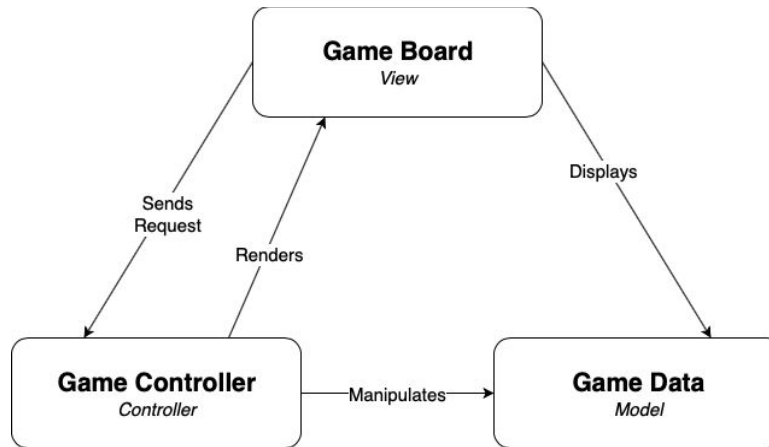 Game Board
View
Displays
Sends
Request
Renders
Game Controller
Controller
Manipulates
Game Data
Model